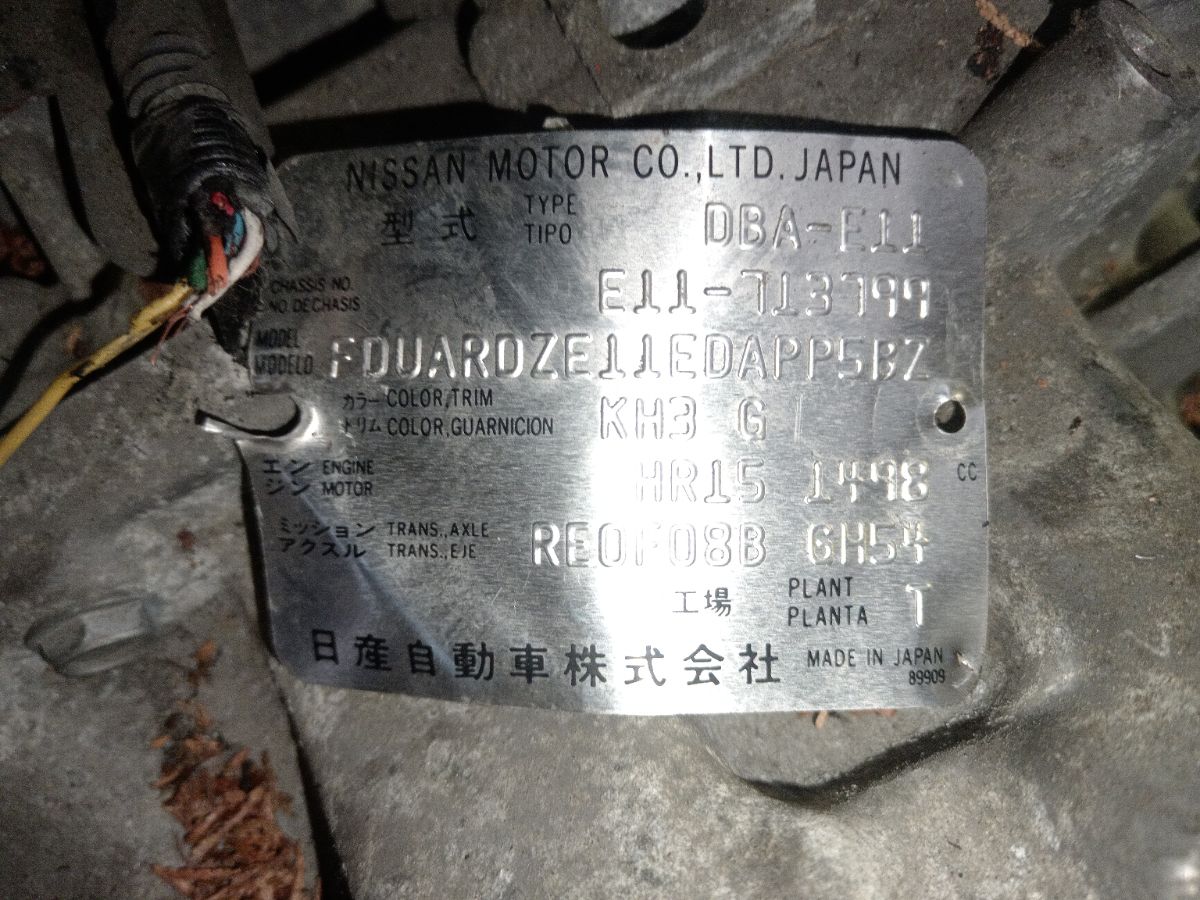 NISSAN MOTOR CO.,LTD. JAPAN
型式 TYPE TIPO DBA-E11
CHASSIS NO. NO DE CHASIS E11-713799
MODEL MODELO FDUARDZE11EDAPP5BZ
カラー COLOR,TRIM
トリム COLOR,GUARNICION KH3 G
エンジン ENGINE MOTOR HR15 1498 CC
ミッション TRANS.,AXLE
アクスル TRANS.,EJE RE0F08B GH54
工場 PLANT PLANTA T
日産自動車株式会社 MADE IN JAPAN
89909